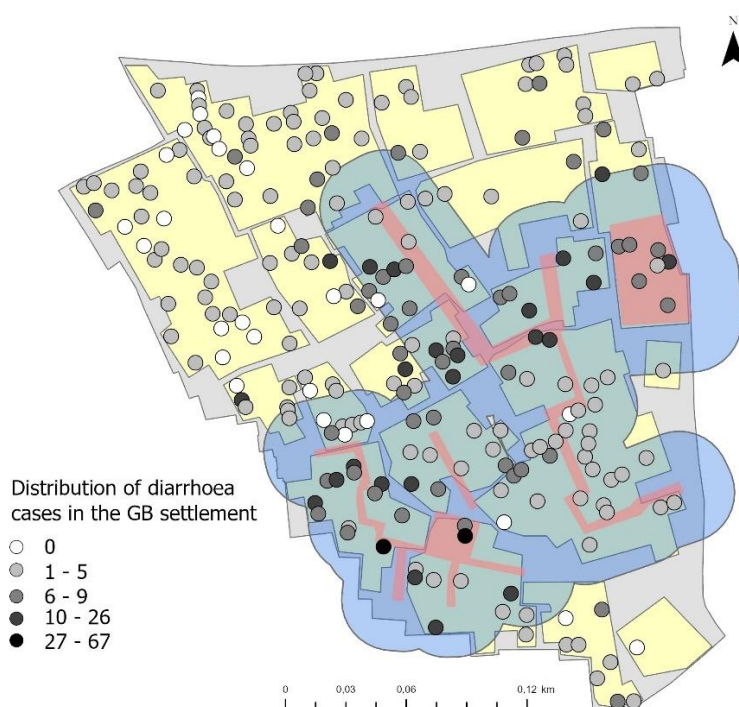 N
Distribution of diarrhoea
cases in the GB settlement
0
1 - 5
6 - 9
10 - 26
27 - 67
0 0,03 0,06 0,12 km